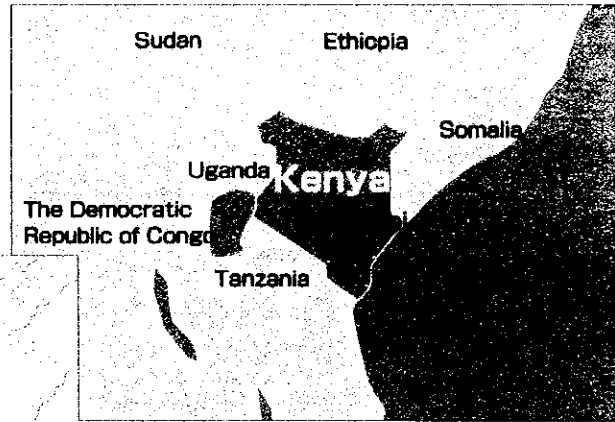 Sudan
Ethiopia
Somalia
Uganda
Kenya
The Democratic
Republic of Congo
Tanzania